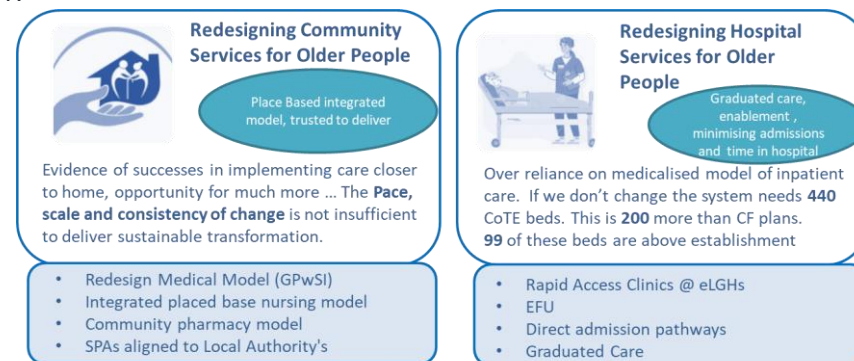 Redesigning Community
Services for Older People
Place Based integrated
model, trusted to deliver
Evidence of successes in implementing care closer
to home, opportunity for much more ... The Pace,
scale and consistency of change is not insufficient
to deliver sustainable transformation.
• Redesign Medical Model (GPwSI)
• Integrated placed base nursing model
• Community pharmacy model
• SPAs aligned to Local Authority's
Redesigning Hospital
Services for Older
People
Graduated care,
enablement ,
minimising admissions
and time in hospital
Over reliance on medicalised model of inpatient
care. If we don't change the system needs 440
CoTE beds. This is 200 more than CF plans.
99 of these beds are above establishment
• Rapid Access Clinics @ eLGHs
• EFU
• Direct admission pathways
• Graduated Care